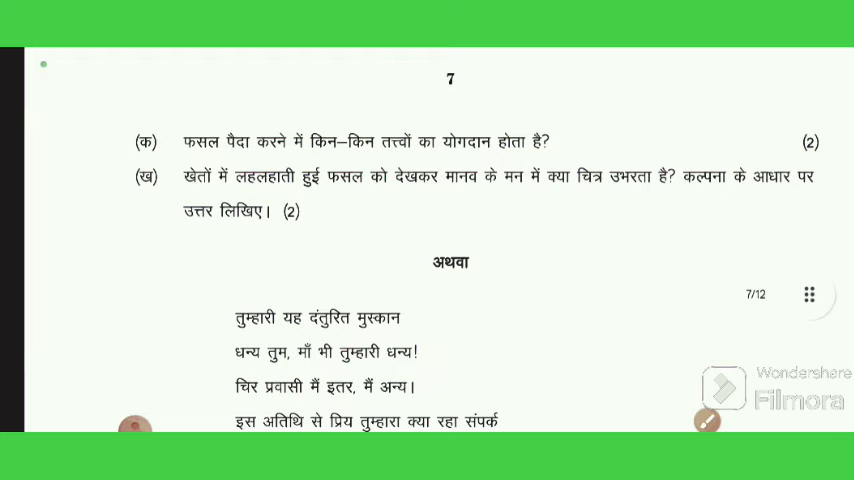 7
(क) फसल पैदा करने में किन–किन तत्त्वों का योगदान होता है? (2)
(ख) खेतों में लहलहाती हुई फसल को देखकर मानव के मन में क्या चित्र उभरता है? कल्पना के आधार पर
उत्तर लिखिए। (2)
अथवा
7/12
तुम्हारी यह दंतुरित मुस्कान
धन्य तुम, माँ भी तुम्हारी धन्य!
चिर प्रवासी मैं इतर, मैं अन्य।
इस अतिथि से प्रिय तुम्हारा क्या रहा संपर्क
Wondershare
Filmora